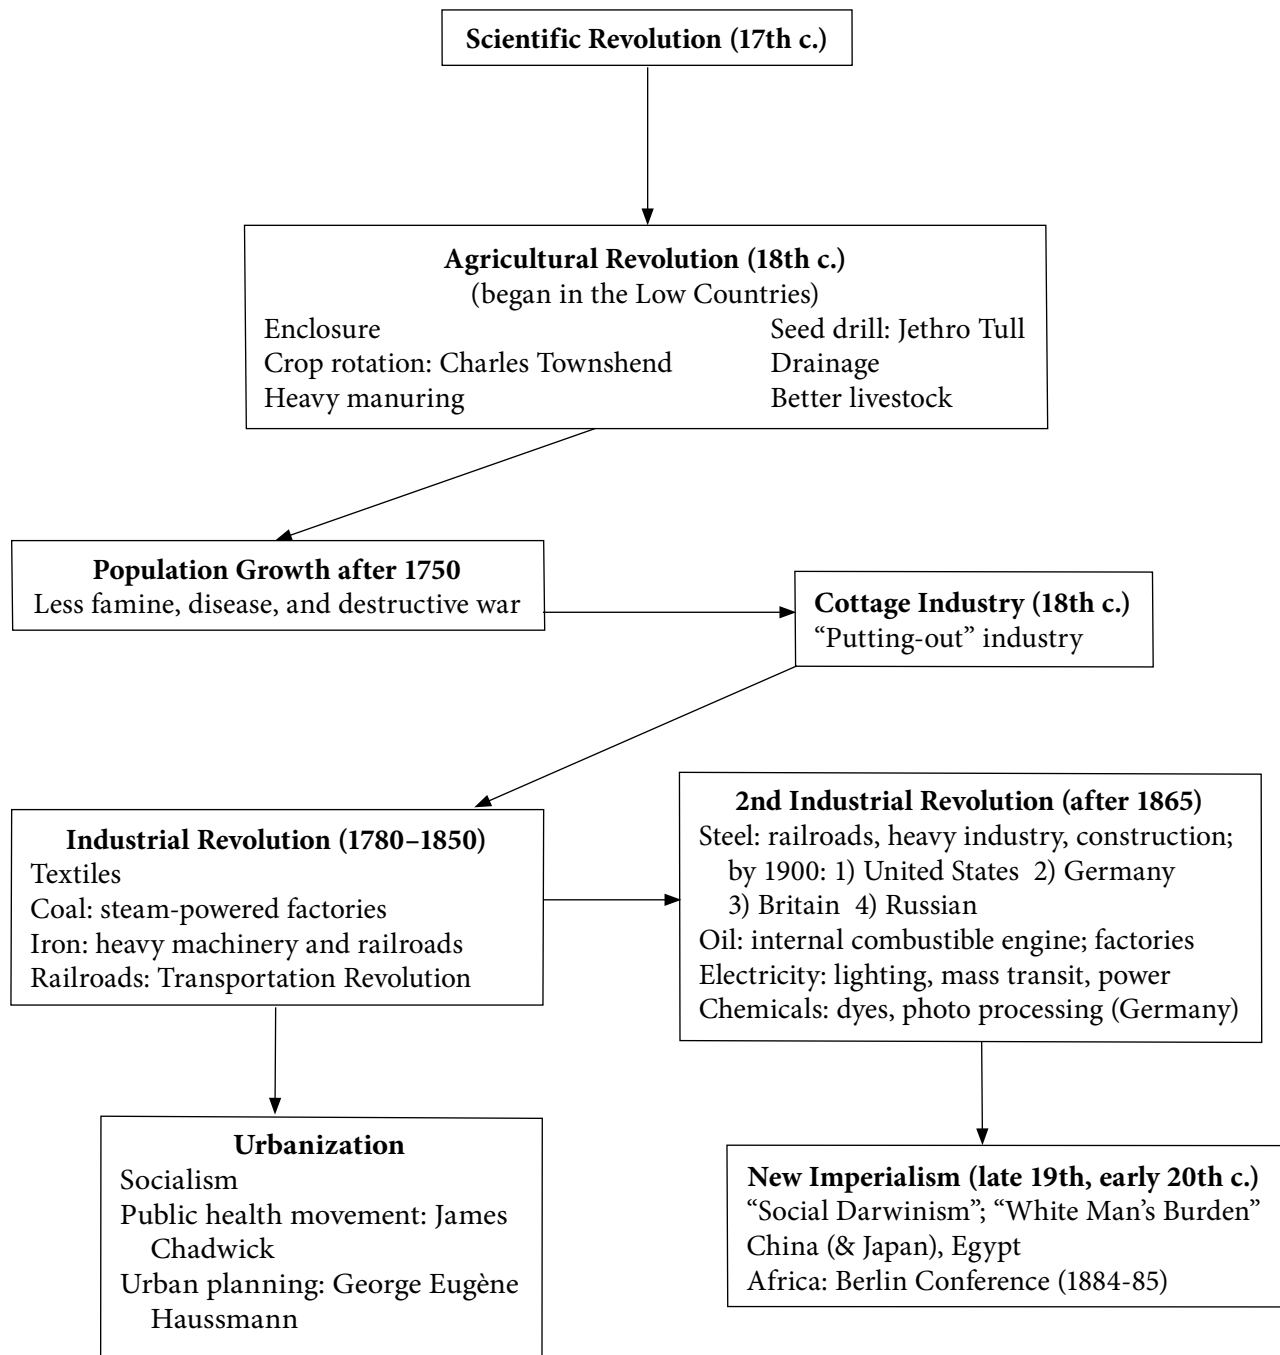 Scientific Revolution (17th c.)
Agricultural Revolution (18th c.)
(began in the Low Countries)
Enclosure
Crop rotation: Charles Townshend
Heavy manuring
Seed drill: Jethro Tull
Drainage
Better livestock
Population Growth after 1750
Less famine, disease, and destructive war
Cottage Industry (18th c.)
“Putting-out” industry
Industrial Revolution (1780–1850)
Textiles
Coal: steam-powered factories
Iron: heavy machinery and railroads
Railroads: Transportation Revolution
2nd Industrial Revolution (after 1865)
Steel: railroads, heavy industry, construction;
by 1900: 1) United States 2) Germany
3) Britain 4) Russian
Oil: internal combustible engine; factories
Electricity: lighting, mass transit, power
Chemicals: dyes, photo processing (Germany)
Urbanization
Socialism
Public health movement: James
Chadwick
Urban planning: George Eugène
Haussmann
New Imperialism (late 19th, early 20th c.)
“Social Darwinism”; “White Man’s Burden”
China (& Japan), Egypt
Africa: Berlin Conference (1884-85)